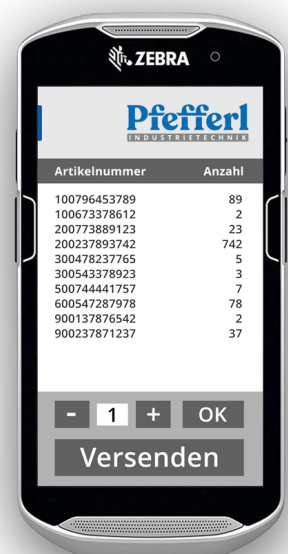 ZEBRA
Pfefferl
INDUSTRIETECHNIK
Artikelnummer Anzahl
100796453789 89
100673378612 2
200773889123 23
200237893742 742
300478237765 5
300543378923 3
500744441757 7
600547287978 78
900137876542 2
900237871237 37
- 1 + OK
Versenden